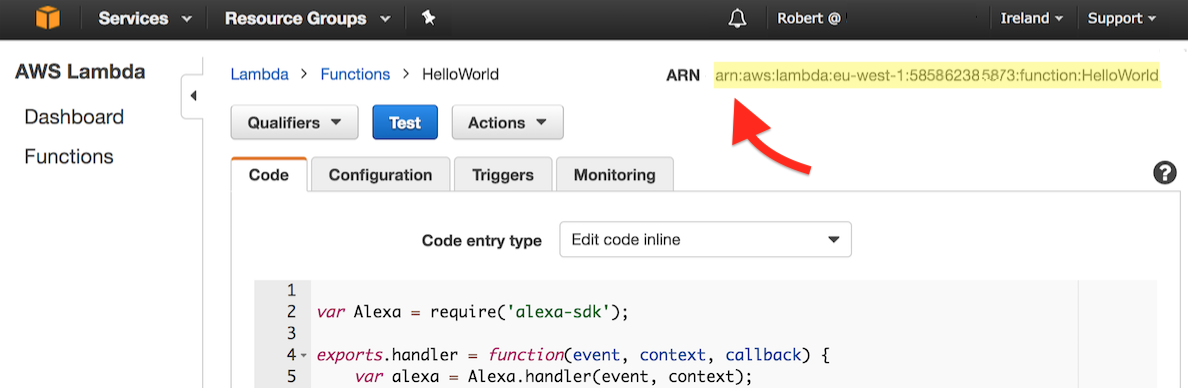 Services Resource Groups Robert @ Ireland Support
AWS Lambda
Dashboard
Functions
Lambda > Functions > HelloWorld
ARN arn:aws:lambda:eu-west-1:585862385873:function:HelloWorld
Qualifiers Test Actions
Code Configuration Triggers Monitoring
?
Code entry type Edit code inline
1
2 var Alexa = require('alexa-sdk');
3
4 exports.handler = function(event, context, callback) {
5 var alexa = Alexa.handler(event, context);